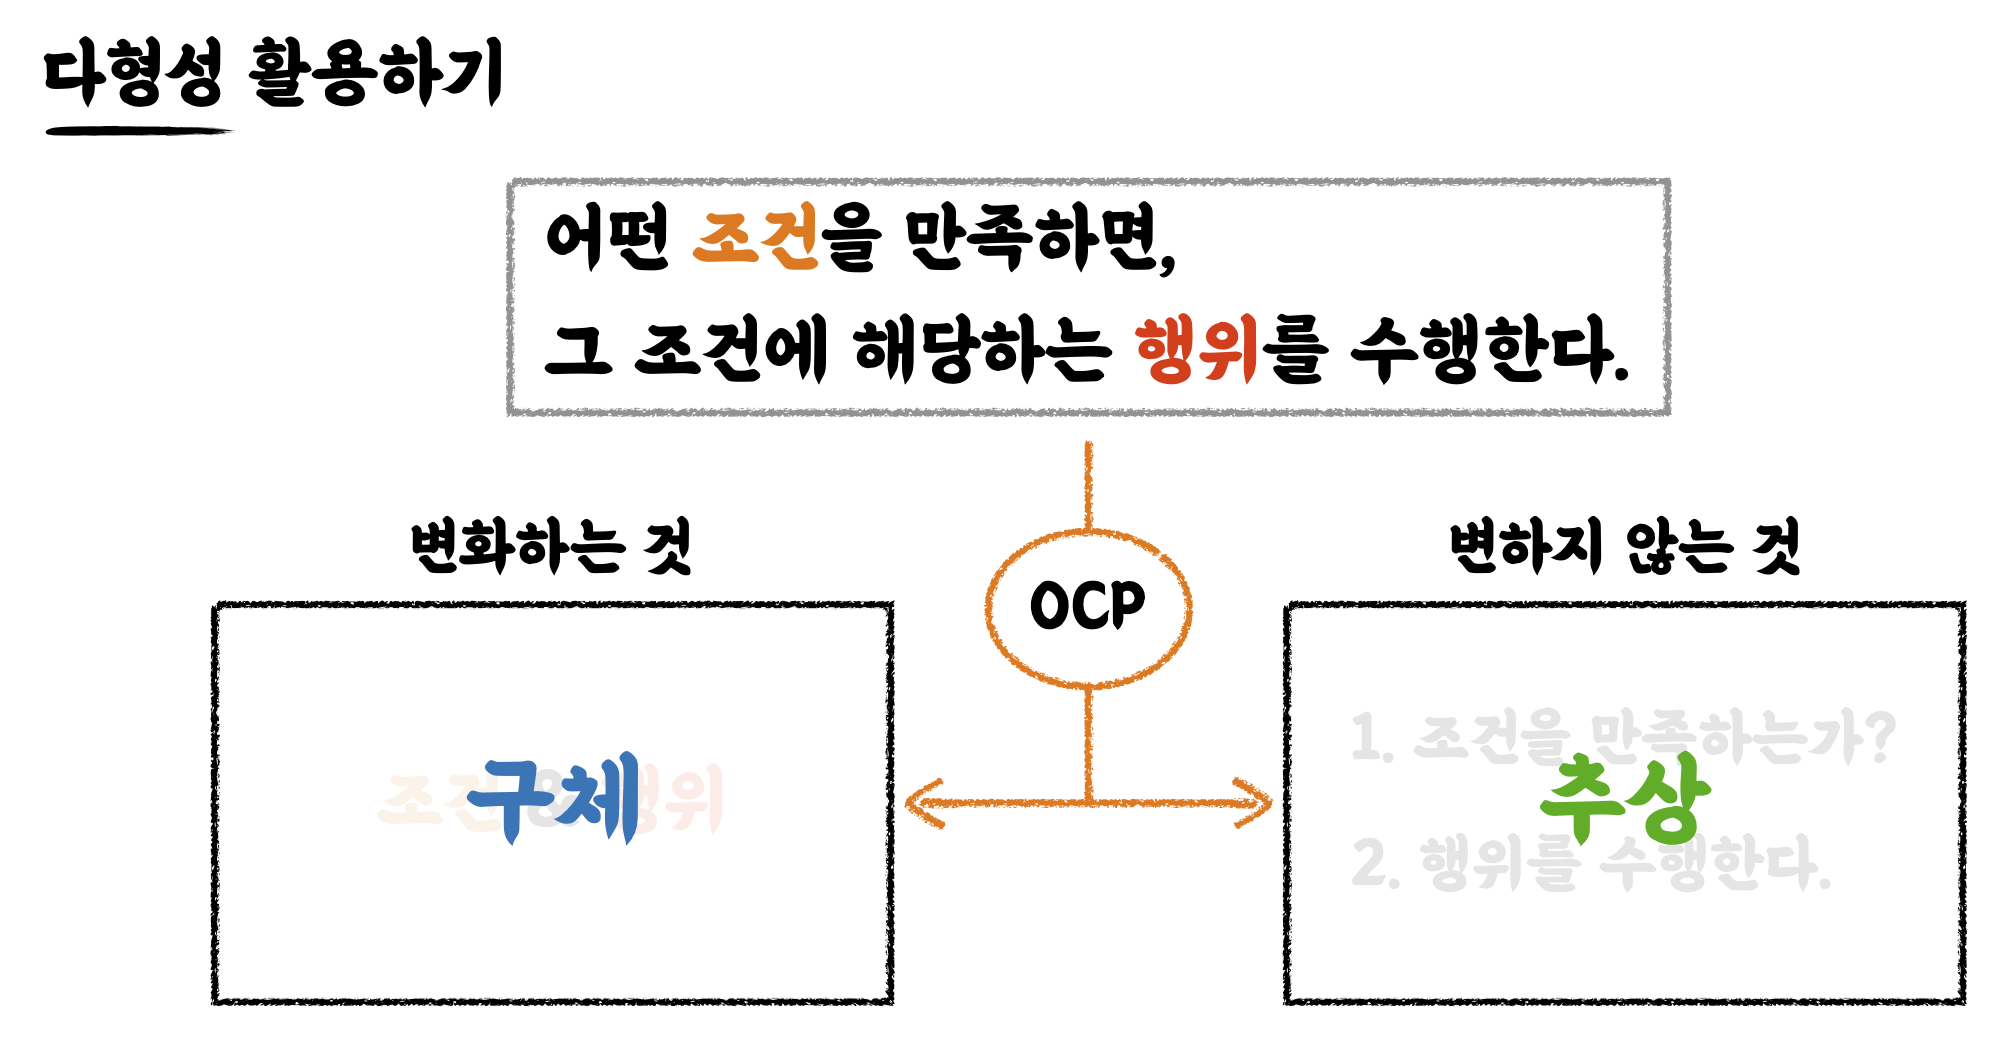 다형성 활용하기
어떤 조건을 만족하면,
그 조건에 해당하는 행위를 수행한다.
변화하는 것
OCP
변하지 않는 것
조건 & 행위
구체
1. 조건을 만족하는가?
추상
2. 행위를 수행한다.